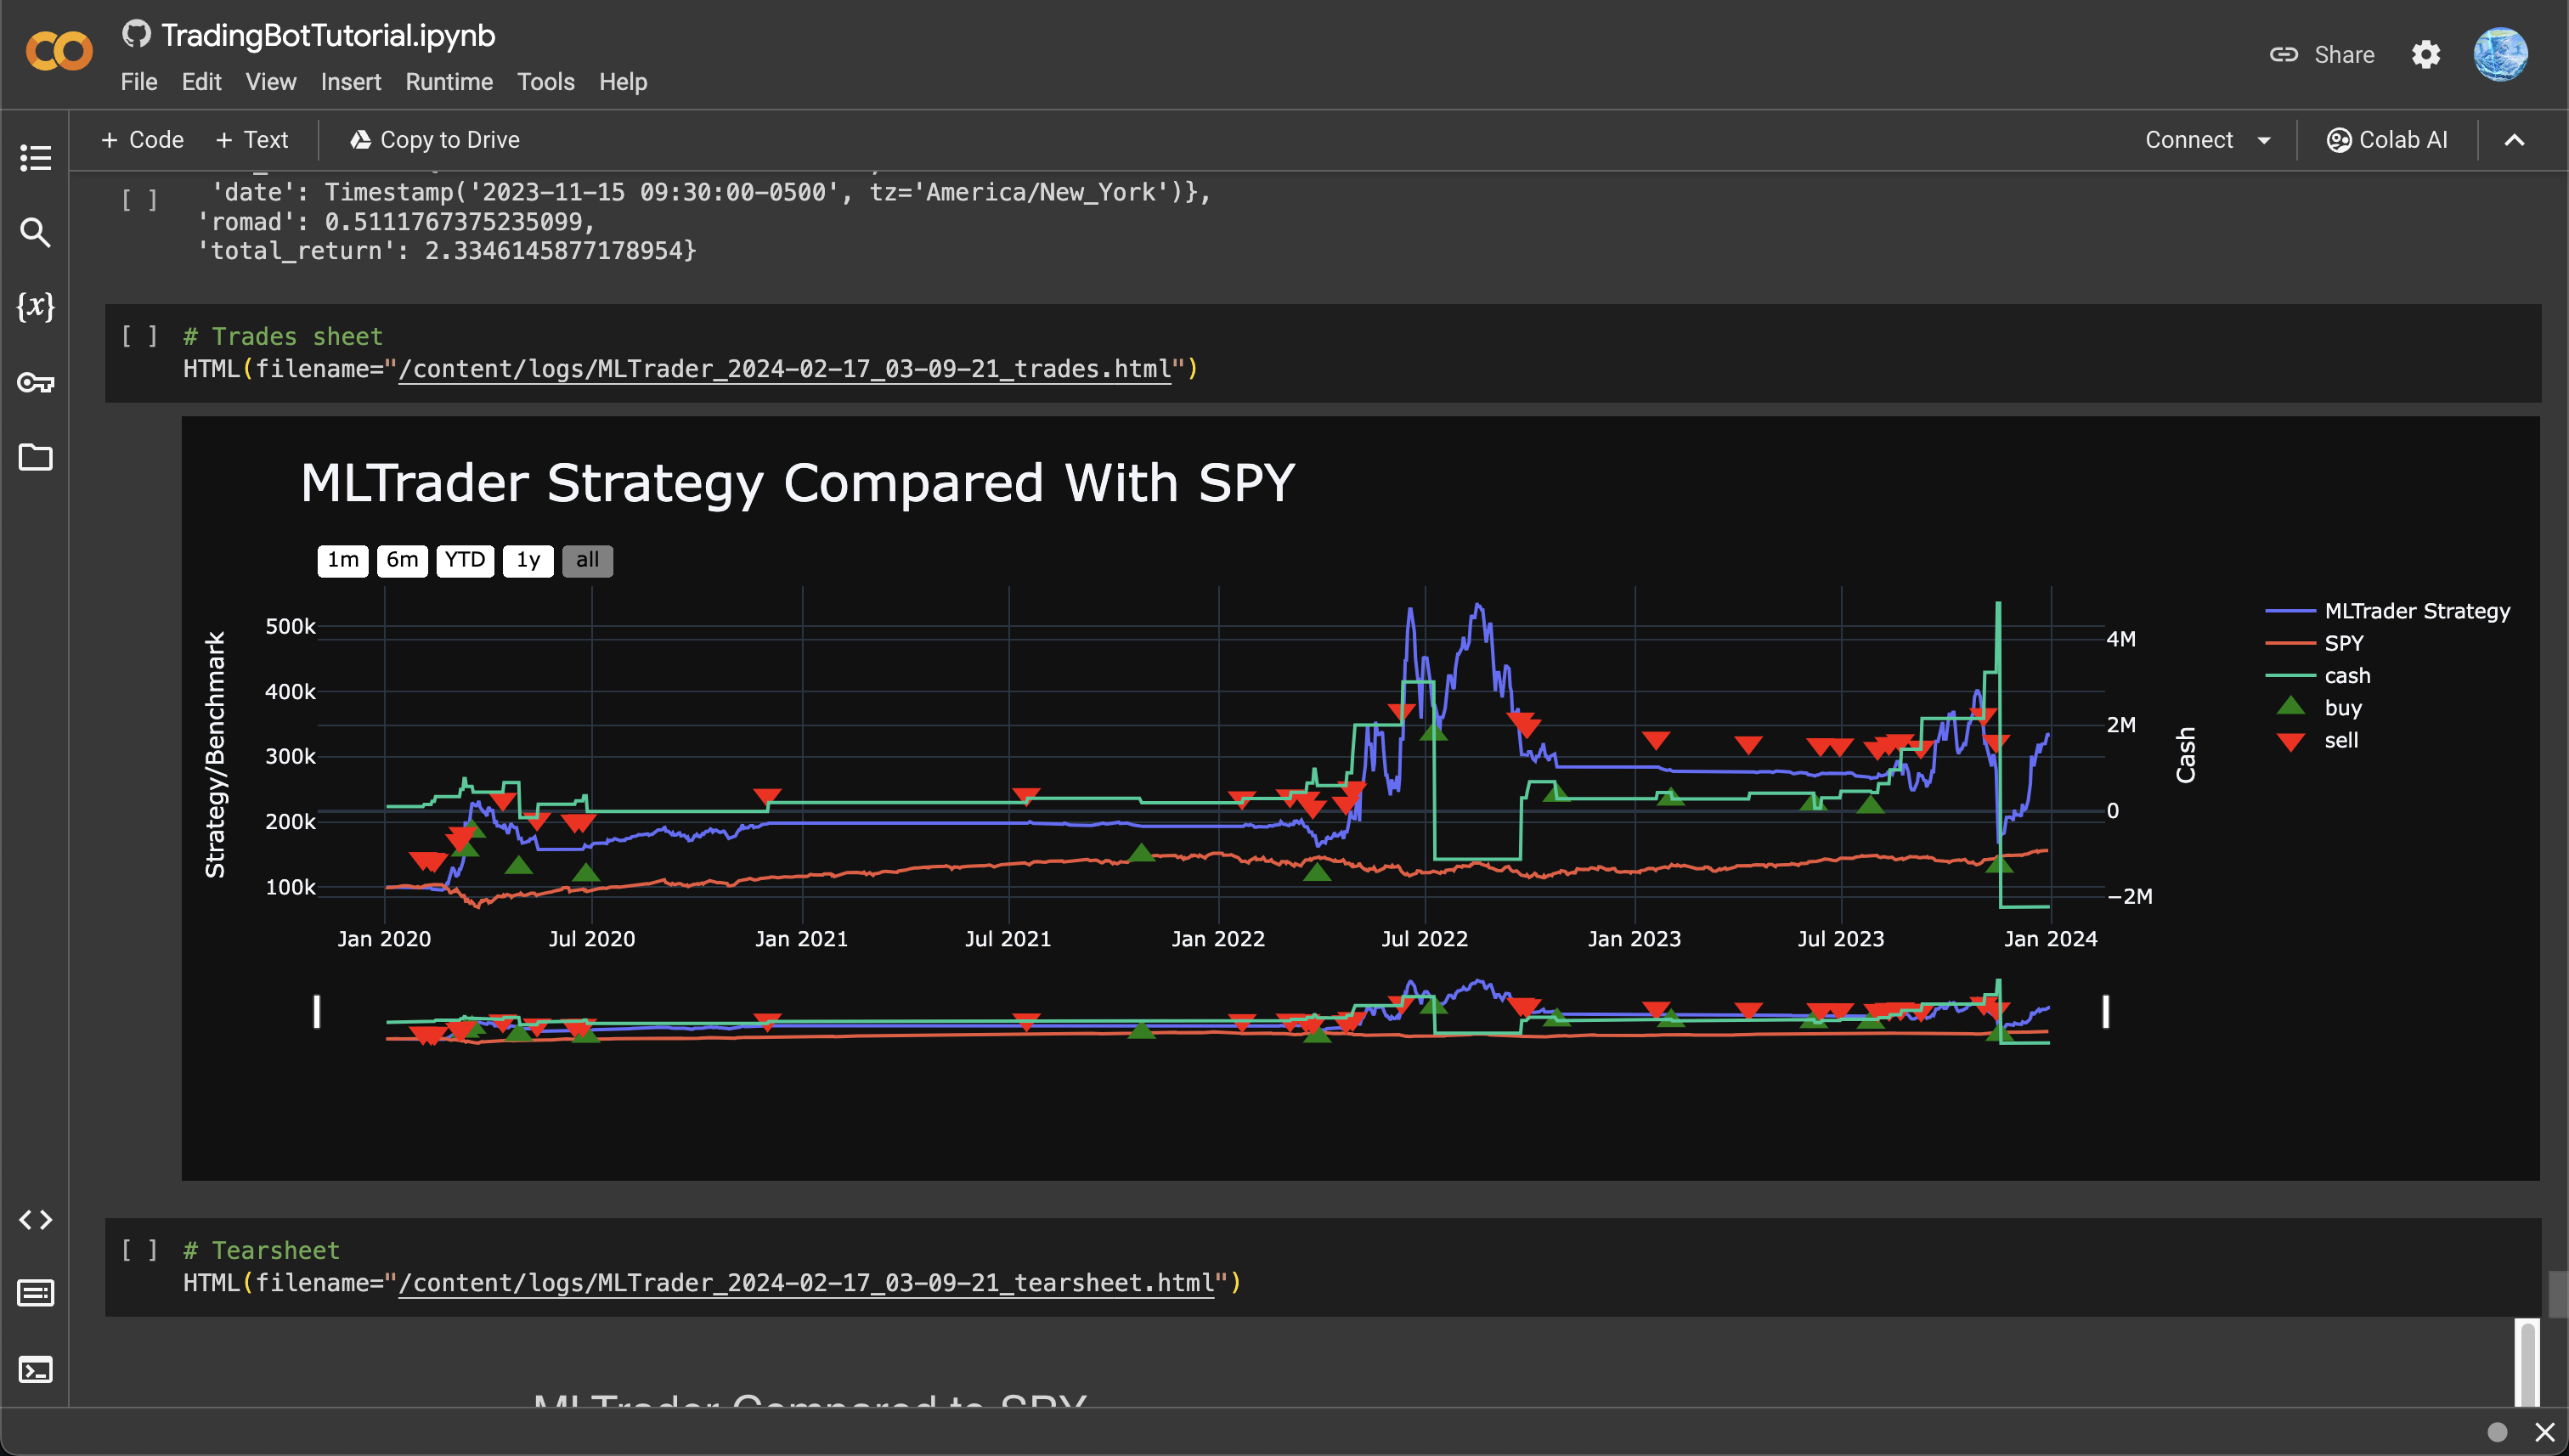 TradingBotTutorial.ipynb
File Edit View Insert Runtime Tools Help
Share
+ Code + Text Copy to Drive
Connect Colab AI
[ ] 'date': Timestamp('2023-11-15 09:30:00-0500', tz='America/New_York')},
'romad': 0.5111767375235099,
'total_return': 2.3346145877178954}
[ ] # Trades sheet
HTML(filename="/content/logs/MLTrader_2024-02-17_03-09-21_trades.html")
{x}
MLTrader Strategy Compared With SPY
1m 6m YTD 1y all
Strategy/Benchmark
500k
400k
300k
200k
100k
4M
2M
0
−2M
Cash
MLTrader Strategy
SPY
cash
buy
sell
Jan 2020 Jul 2020 Jan 2021 Jul 2021 Jan 2022 Jul 2022 Jan 2023 Jul 2023 Jan 2024
[ ] # Tearsheet
HTML(filename="/content/logs/MLTrader_2024-02-17_03-09-21_tearsheet.html")
MLTrader Compared to SPY